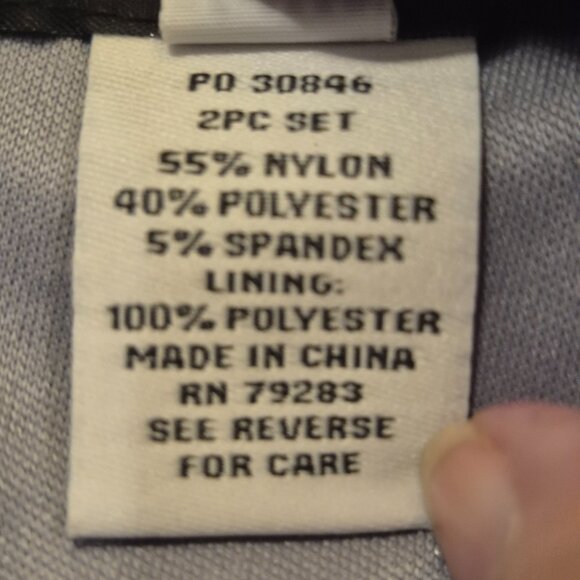 PO 30846
2PC SET
55% NYLON
40% POLYESTER
5% SPANDEX
LINING:
100% POLYESTER
MADE IN CHINA
RN 79283
SEE REVERSE
FOR CARE